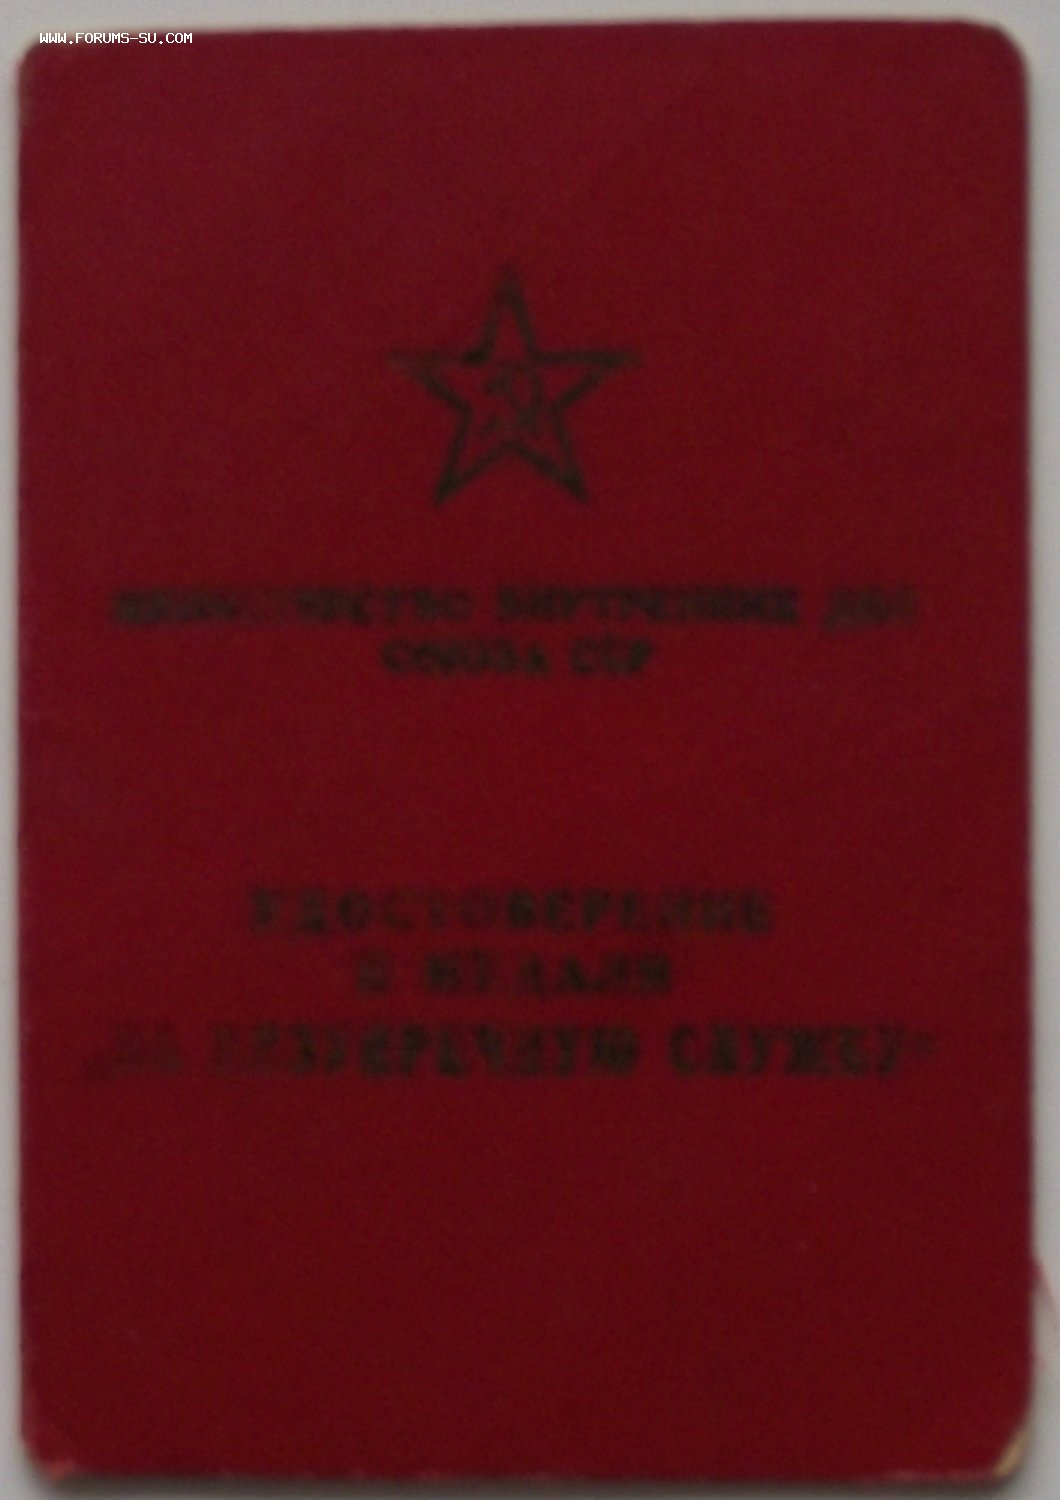 WWW.FORUMS-SU.COM
МИНИСТЕРСТВО ВНУТРЕННИХ ДЕЛ
СОЮЗА ССР
УДОСТОВЕРЕНИЕ
К МЕДАЛИ
„ЗА БЕЗУПРЕЧНУЮ СЛУЖБУ“